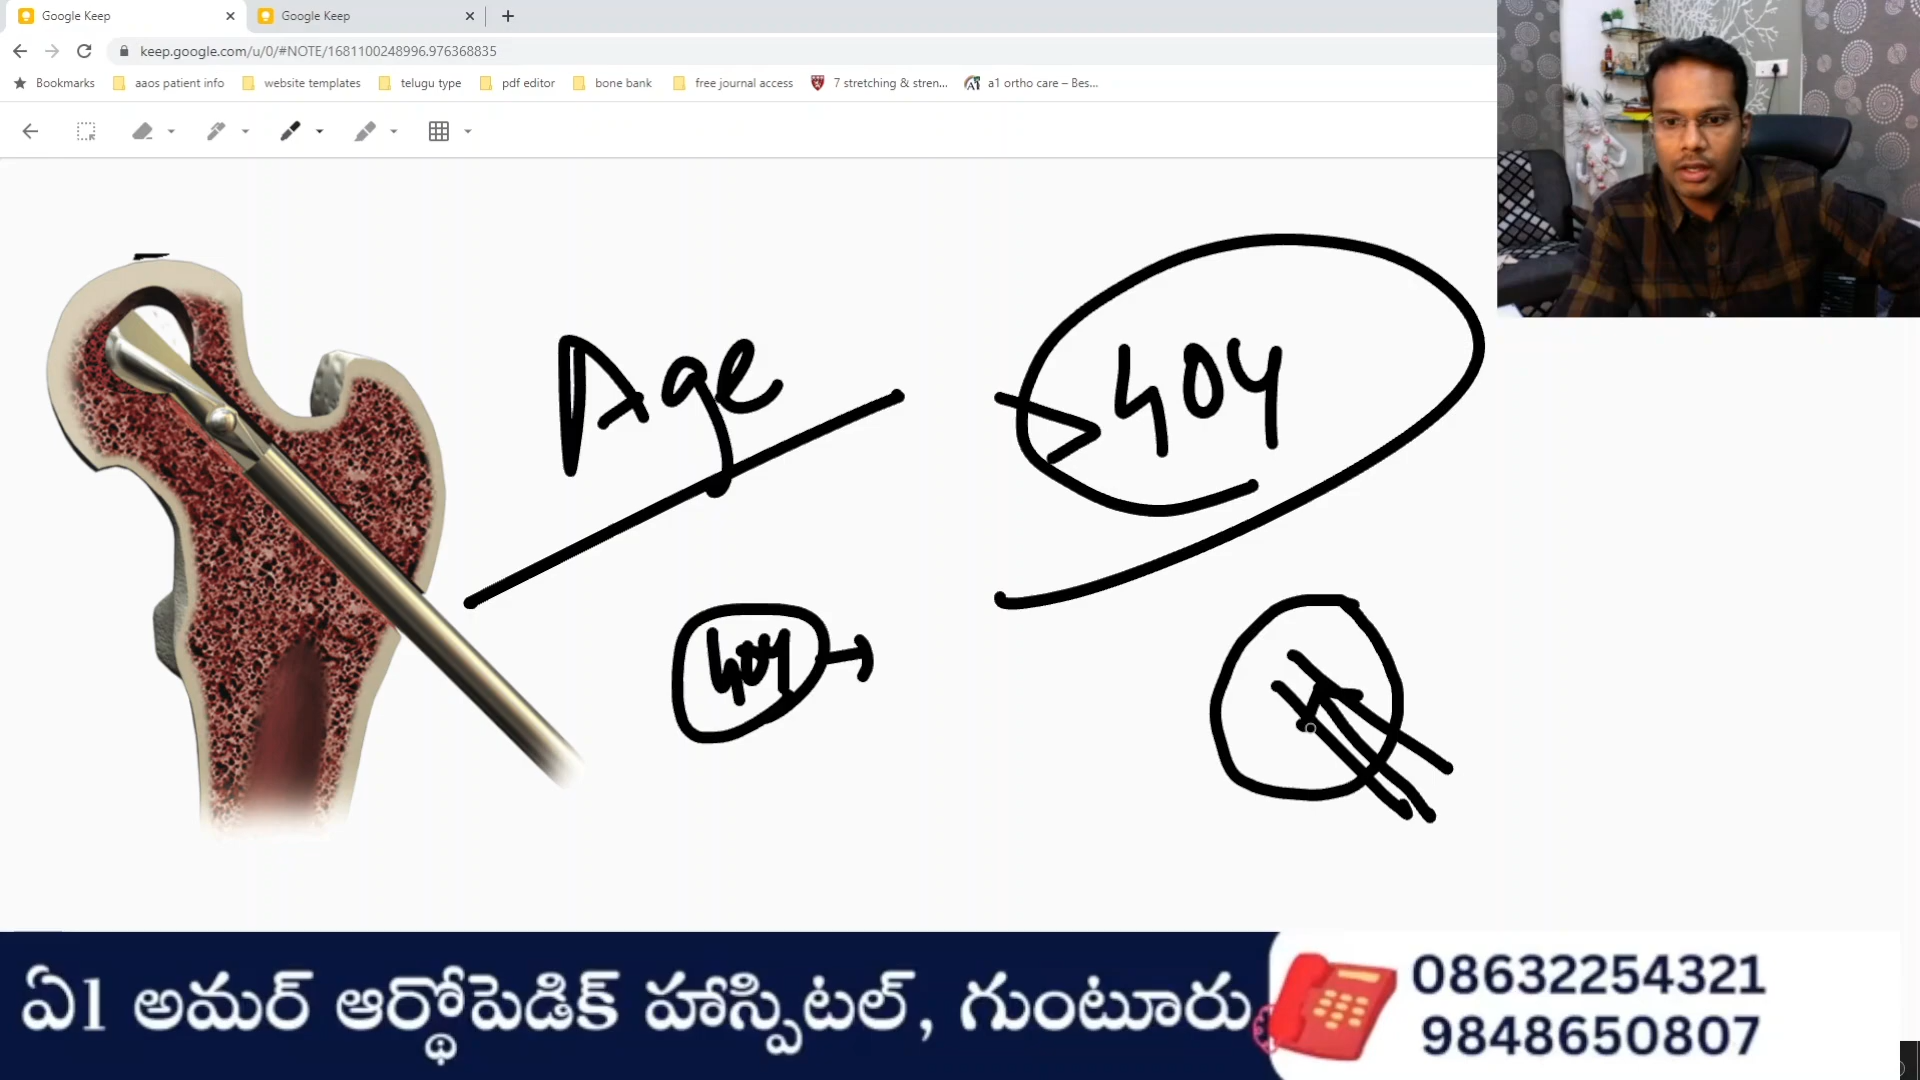 Google Keep
Google Keep
keep.google.com/u/0/#NOTE/1681100248996.976368835
Bookmarks
aaos patient info
website templates
telugu type
pdf editor
bone bank
free journal access
7 stretching & stren...
a1 ortho care – Bes...
Age
>40Y
40Y
ఏ1 అమర్ ఆర్థోపెడిక్ హాస్పిటల్, గుంటూరు
08632254321
9848650807